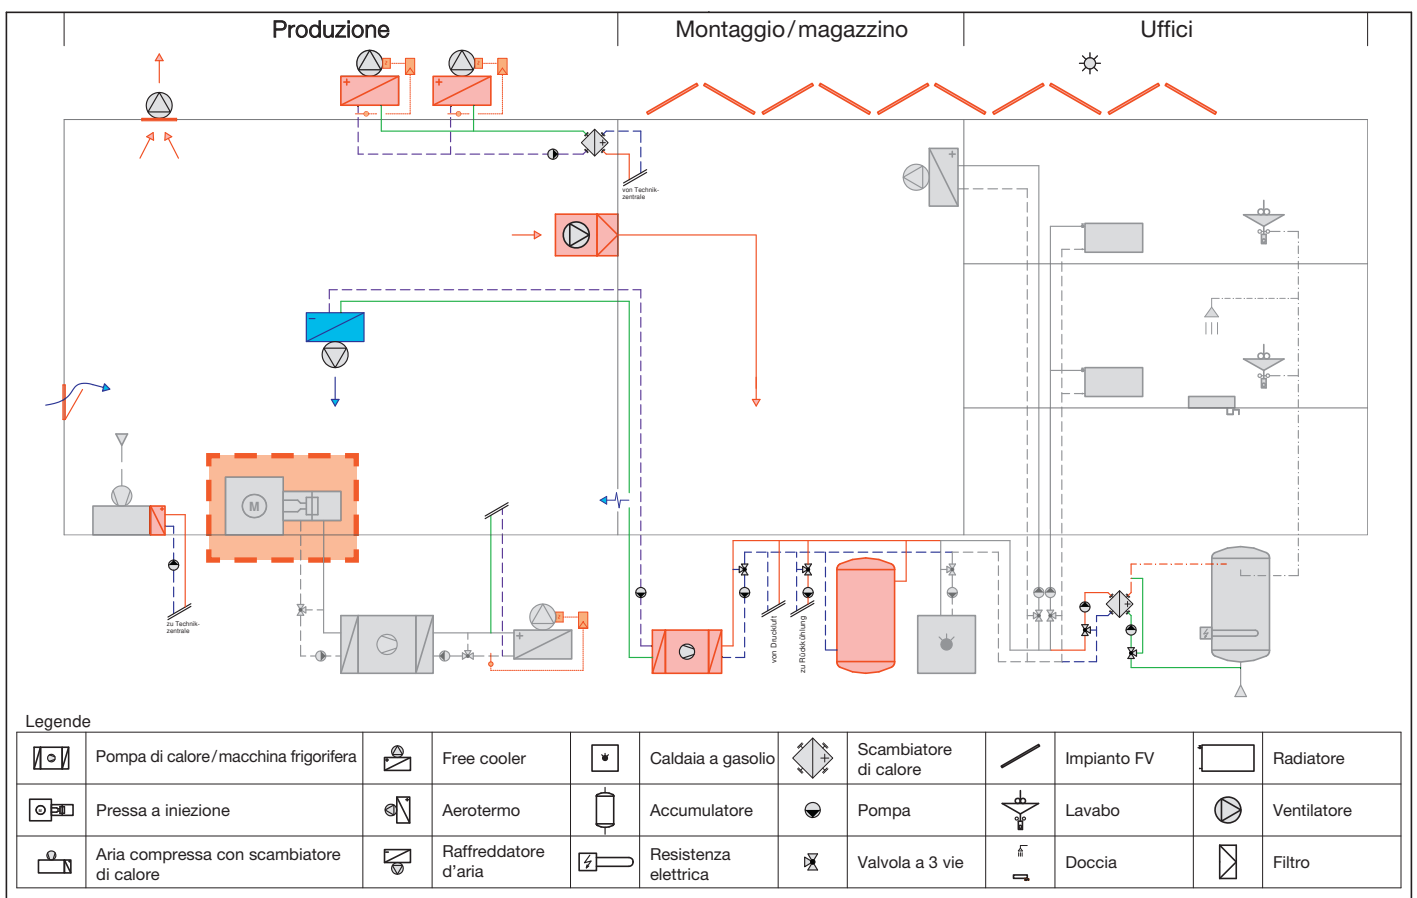 Produzione
Montaggio/magazzino
Uffici
von Technik-
zentrale
M
zu Technik-
zentrale
von Druckluft
zu Rückkühlung
Legende
Pompa di calore/macchina frigorifera
Free cooler
Caldaia a gasolio
Scambiatore
di calore
Impianto FV
Radiatore
Pressa a iniezione
Aerotermo
Accumulatore
Pompa
Lavabo
Ventilatore
Aria compressa con scambiatore
di calore
Raffreddatore
d'aria
Resistenza
elettrica
Valvola a 3 vie
Doccia
Filtro